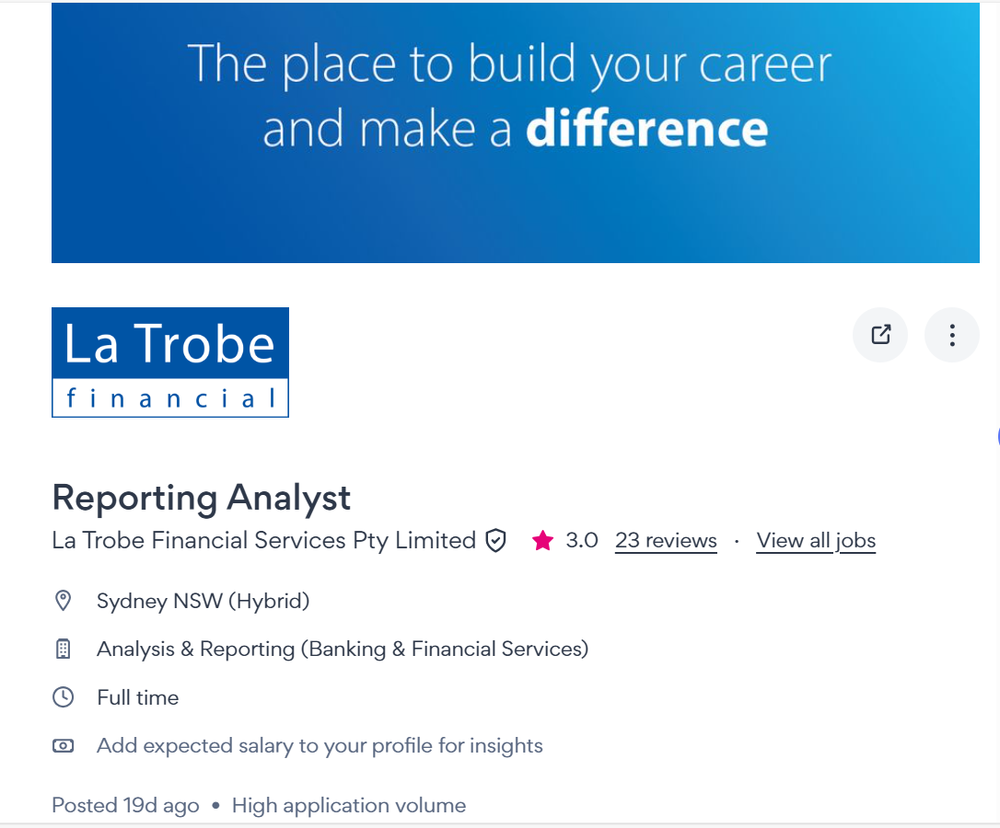 The place to build your career
and make a difference
La Trobe
financial
Reporting Analyst
La Trobe Financial Services Pty Limited 3.0 23 reviews · View all jobs
Sydney NSW (Hybrid)
Analysis & Reporting (Banking & Financial Services)
Full time
Add expected salary to your profile for insights
Posted 19d ago • High application volume